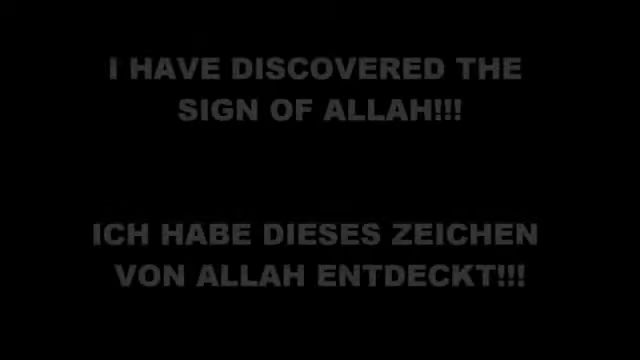 I HAVE DISCOVERED THE
SIGN OF ALLAH!!!
ICH HABE DIESES ZEICHEN
VON ALLAH ENTDECKT!!!